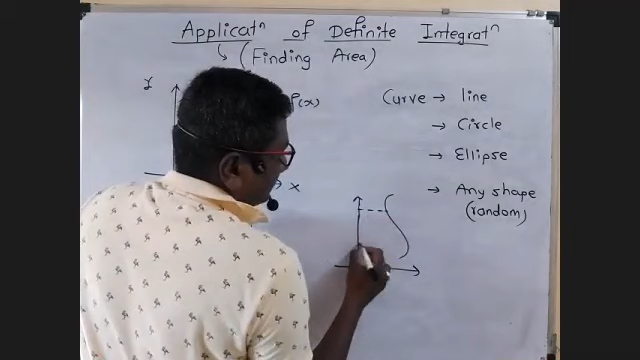 Applicatn of Definite Integratn
(Finding Area)
y
f(x)
x
Curve → line
→ Circle
→ Ellipse
→ Any shape
(random)